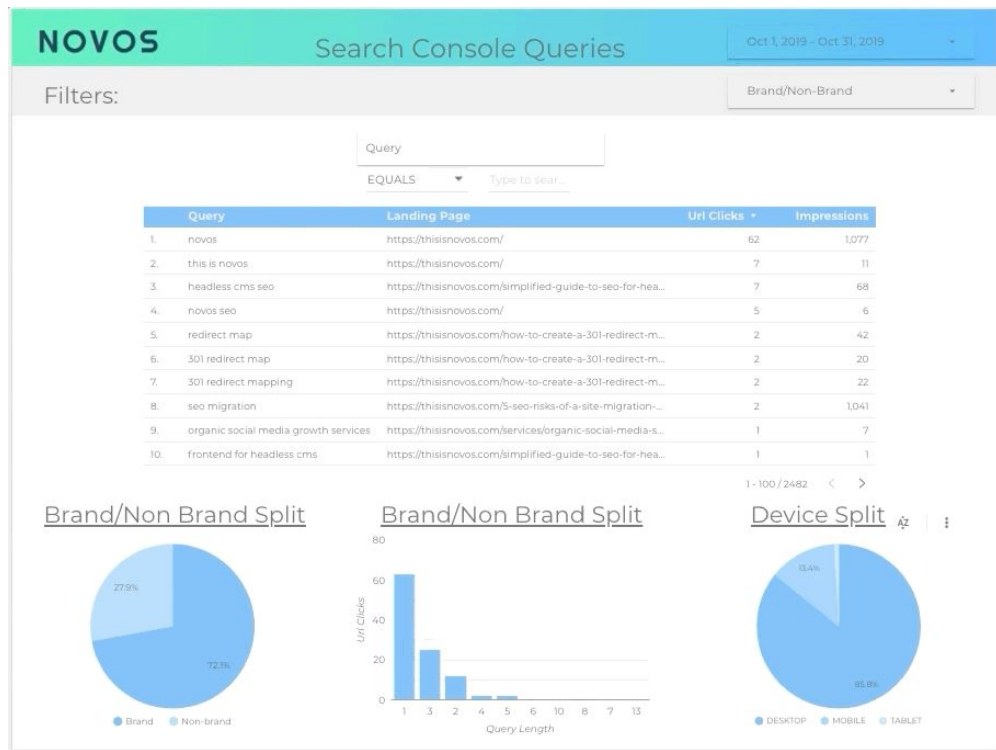 NOVOS
Search Console Queries
Oct 1, 2019 - Oct 31, 2019
Filters:
Brand/Non-Brand
Query
EQUALS
Type to sear...
Query Landing Page Url Clicks Impressions
1. novos https://thisisnovos.com/ 62 1,077
2. this is novos https://thisisnovos.com/ 7 11
3. headless cms seo https://thisisnovos.com/simplified-guide-to-seo-for-hea... 7 68
4. novos seo https://thisisnovos.com/ 5 6
5. redirect map https://thisisnovos.com/how-to-create-a-301-redirect-m... 2 42
6. 301 redirect map https://thisisnovos.com/how-to-create-a-301-redirect-m... 2 20
7. 301 redirect mapping https://thisisnovos.com/how-to-create-a-301-redirect-m... 2 22
8. seo migration https://thisisnovos.com/5-seo-risks-of-a-site-migration-... 2 1,041
9. organic social media growth services https://thisisnovos.com/services/organic-social-media-s... 1 7
10. frontend for headless cms https://thisisnovos.com/simplified-guide-to-seo-for-hea... 1 1
1 - 100 / 2482
Brand/Non Brand Split
27.9%
72.1%
Brand Non-brand
Brand/Non Brand Split
80
60
40
20
0
Url Clicks
1 3 2 4 5 6 10 8 7 13
Query Length
Device Split
AZ
13.4%
85.8%
DESKTOP MOBILE TABLET